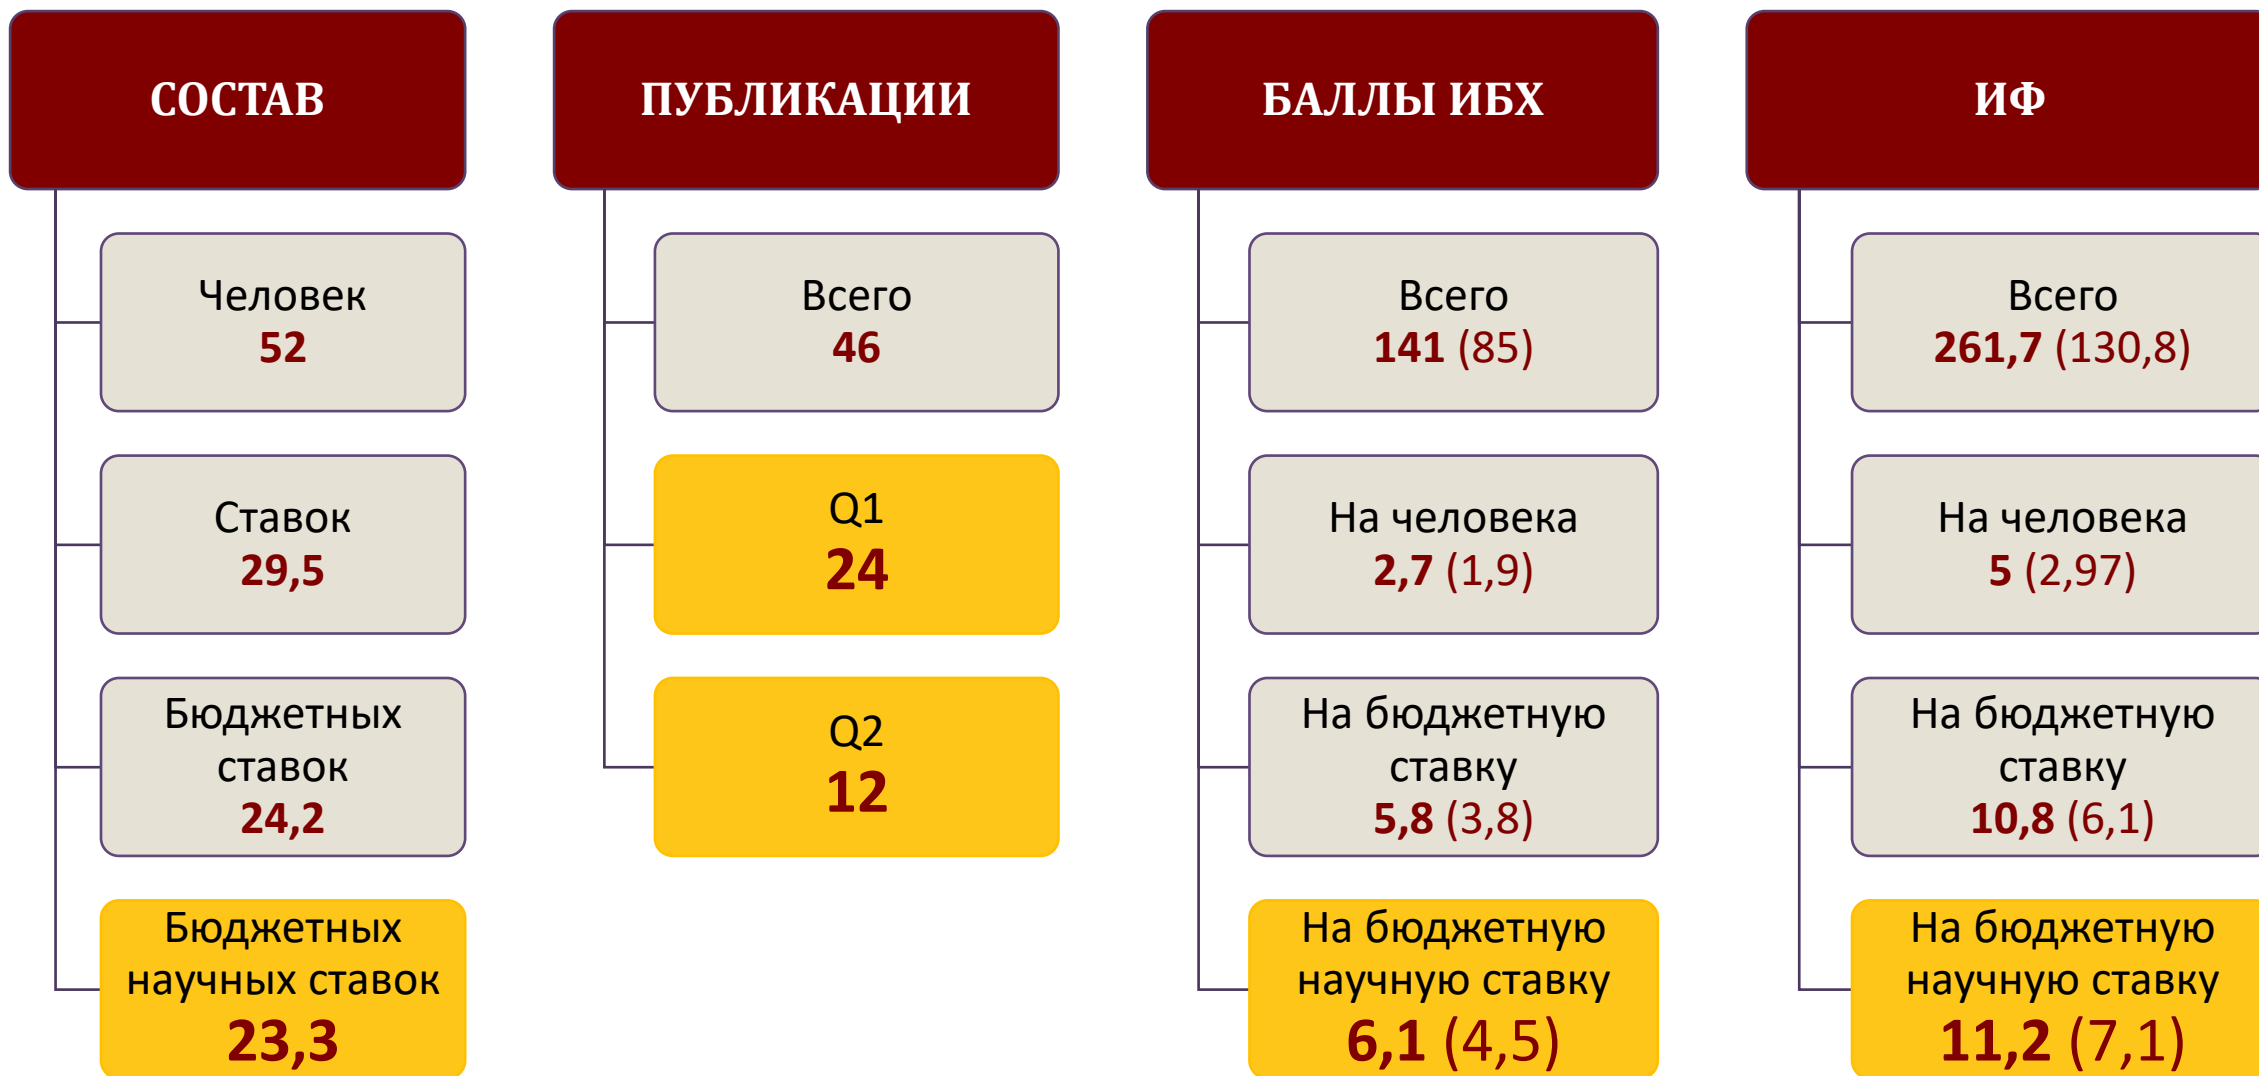 СОСТАВ
Человек
52
Ставок
29,5
Бюджетных
ставок
24,2
Бюджетных
научных ставок
23,3
ПУБЛИКАЦИИ
Всего
46
Q1
24
Q2
12
БАЛЛЫ ИБХ
Всего
141 (85)
На человека
2,7 (1,9)
На бюджетную
ставку
5,8 (3,8)
На бюджетную
научную ставку
6,1 (4,5)
ИФ
Всего
261,7 (130,8)
На человека
5 (2,97)
На бюджетную
ставку
10,8 (6,1)
На бюджетную
научную ставку
11,2 (7,1)